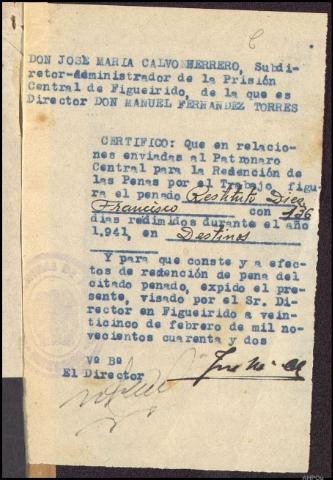 DON JOSE MARIA CALVO HERRERO, Subdi-
retor-Administrador de la Prisión
Central de Figueirido, de la que es
Director DON MANUEL FERNANDEZ TORRES
CERTIFICO: Que en relacio-
nes enviadas al Patronaro
Central para la Redención de
las Penas por el Trabajo, figu-
ra el penado Restituto Diez
Francisco con 136
dias redimidos durante el año
1,941, en Destinos
Y para que conste y a efec-
tos de redención de pena del
citado penado, expido el pre-
sente, visado por el Sr. Di-
rector en Figueirido a vein-
ticinco de febrero de mil no-
vecientos cuarenta y dos
Vº Bº
El Director
AHPOU